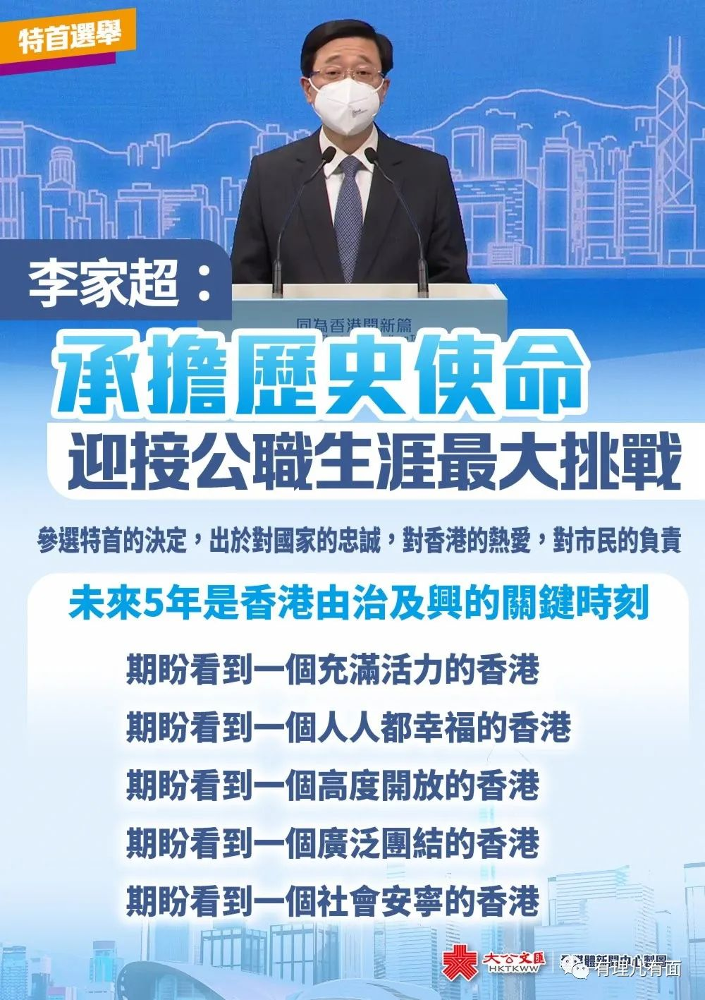 特首選舉
同為香港開新篇
李家超：
承擔歷史使命
迎接公職生涯最大挑戰
參選特首的決定，出於對國家的忠誠，對香港的熱愛，對市民的負責
未來5年是香港由治及興的關鍵時刻
期盼看到一個充滿活力的香港
期盼看到一個人人都幸福的香港
期盼看到一個高度開放的香港
期盼看到一個廣泛團結的香港
期盼看到一個社會安寧的香港
大公文匯
HKTKWW
媒體新聞中心製圖
有理儿有面